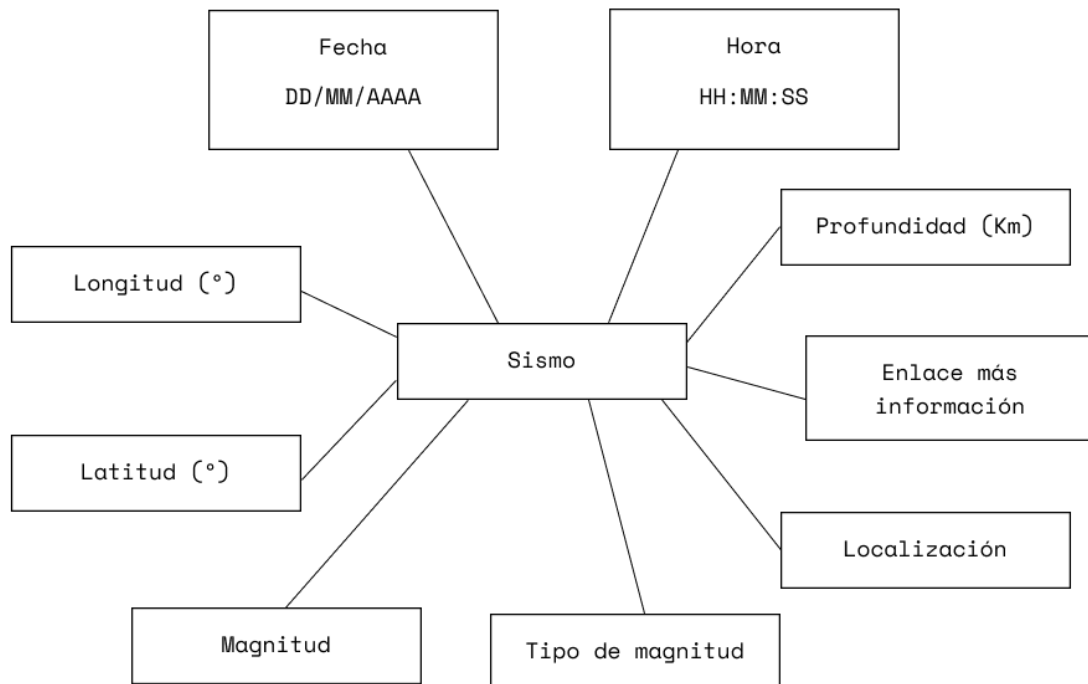 Fecha
DD/MM/AAAA
Hora
HH:MM:SS
Profundidad (Km)
Longitud (°)
Sismo
Enlace más
información
Latitud (°)
Localización
Magnitud
Tipo de magnitud